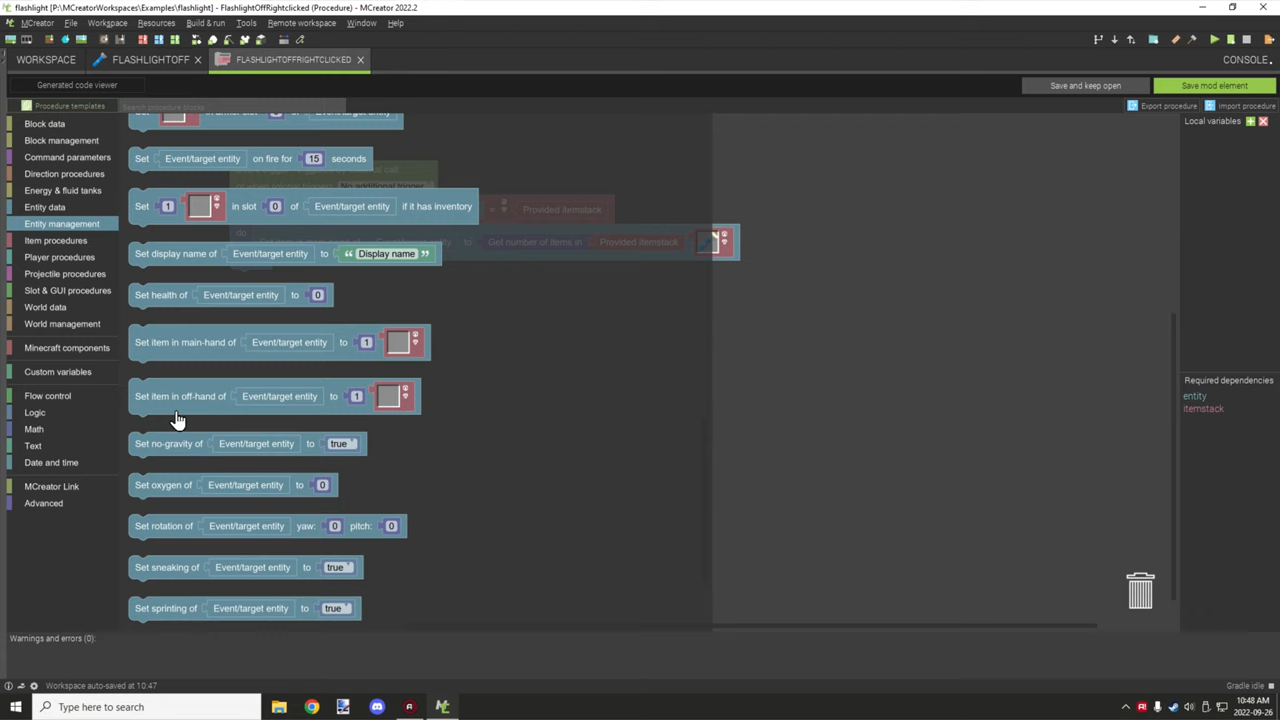 flashlight [P:\MCreatorWorkspaces\Examples\flashlight] - FlashlightOffRightclicked (Procedure) - MCreator 2022.2
MCreator File Workspace Resources Build & run Tools Remote workspace Window Help
WORKSPACE FLASHLIGHTOFF FLASHLIGHTOFFRIGHTCLICKED CONSOLE
Generated code viewer Save and keep open Save mod element
Procedure templates Search procedure blocks Export procedure Import procedure
Block data
Block management
Command parameters
Direction procedures
Energy & fluid tanks
Entity data
Entity management
Item procedures
Player procedures
Projectile procedures
Slot & GUI procedures
World data
World management
Minecraft components
Custom variables
Flow control
Logic
Math
Text
Date and time
MCreator Link
Advanced
Set Event/target entity on fire for 15 seconds
Set 1 in slot 0 of Event/target entity if it has inventory
Set display name of Event/target entity to “ Display name ”
Set health of Event/target entity to 0
Set item in main-hand of Event/target entity to 1
Set item in off-hand of Event/target entity to 1
Set no-gravity of Event/target entity to true
Set oxygen of Event/target entity to 0
Set rotation of Event/target entity yaw: 0 pitch: 0
Set sneaking of Event/target entity to true
Set sprinting of Event/target entity to true
No additional trigger
= Provided itemstack
do
to Get number of items in Provided itemstack
Local variables
Required dependencies
entity
itemstack
Warnings and errors (0):
Workspace auto-saved at 10:47 Gradle idle
Type here to search
10:48 AM
2022-09-26